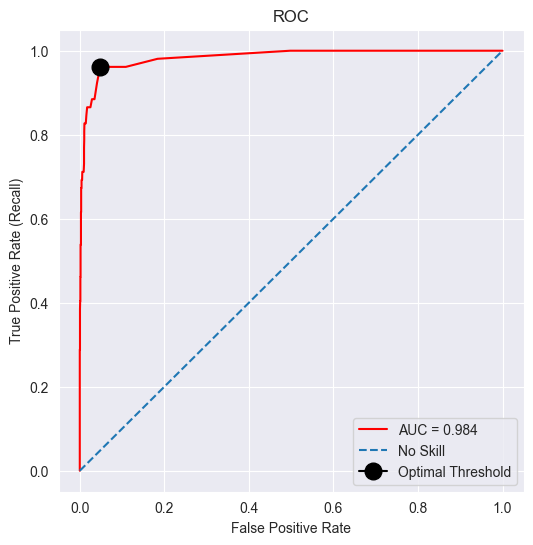 ROC
True Positive Rate (Recall)
1.0
0.8
0.6
0.4
0.2
0.0
AUC = 0.984
No Skill
Optimal Threshold
0.0 0.2 0.4 0.6 0.8 1.0
False Positive Rate